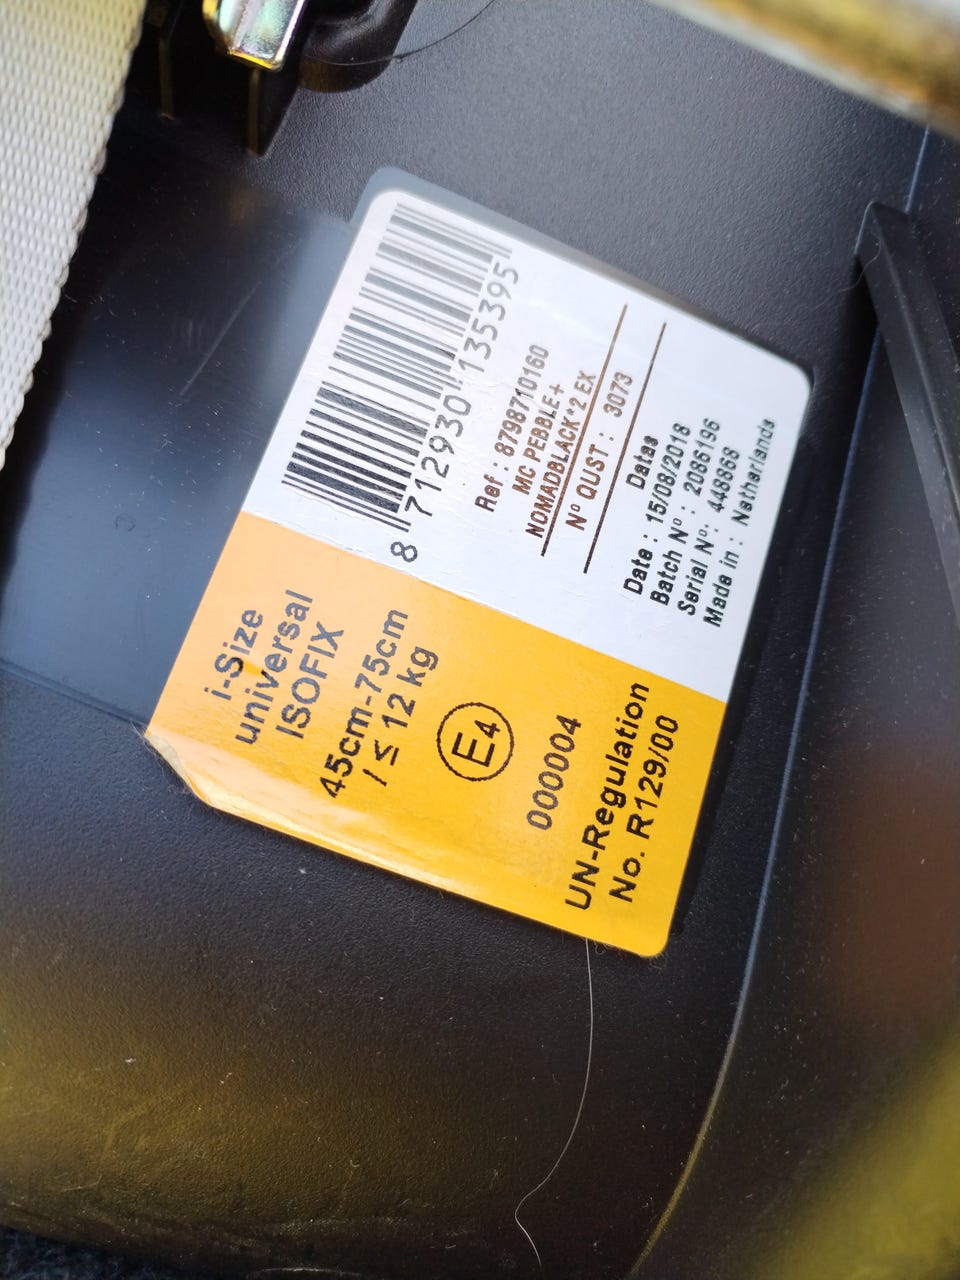 8 712930 135395
Ref : 8798710160
MC PEBBLE+
NOMADBLACK*2 EX
N° QUST : 3073
Datas
Date : 15/08/2018
Batch N° : 2086196
Serial N° : 448868
Made in : Netherlands
i-Size
universal
ISOFIX
45cm-75cm
/ ≤ 12 kg
E4
000004
UN-Regulation
No. R129/00